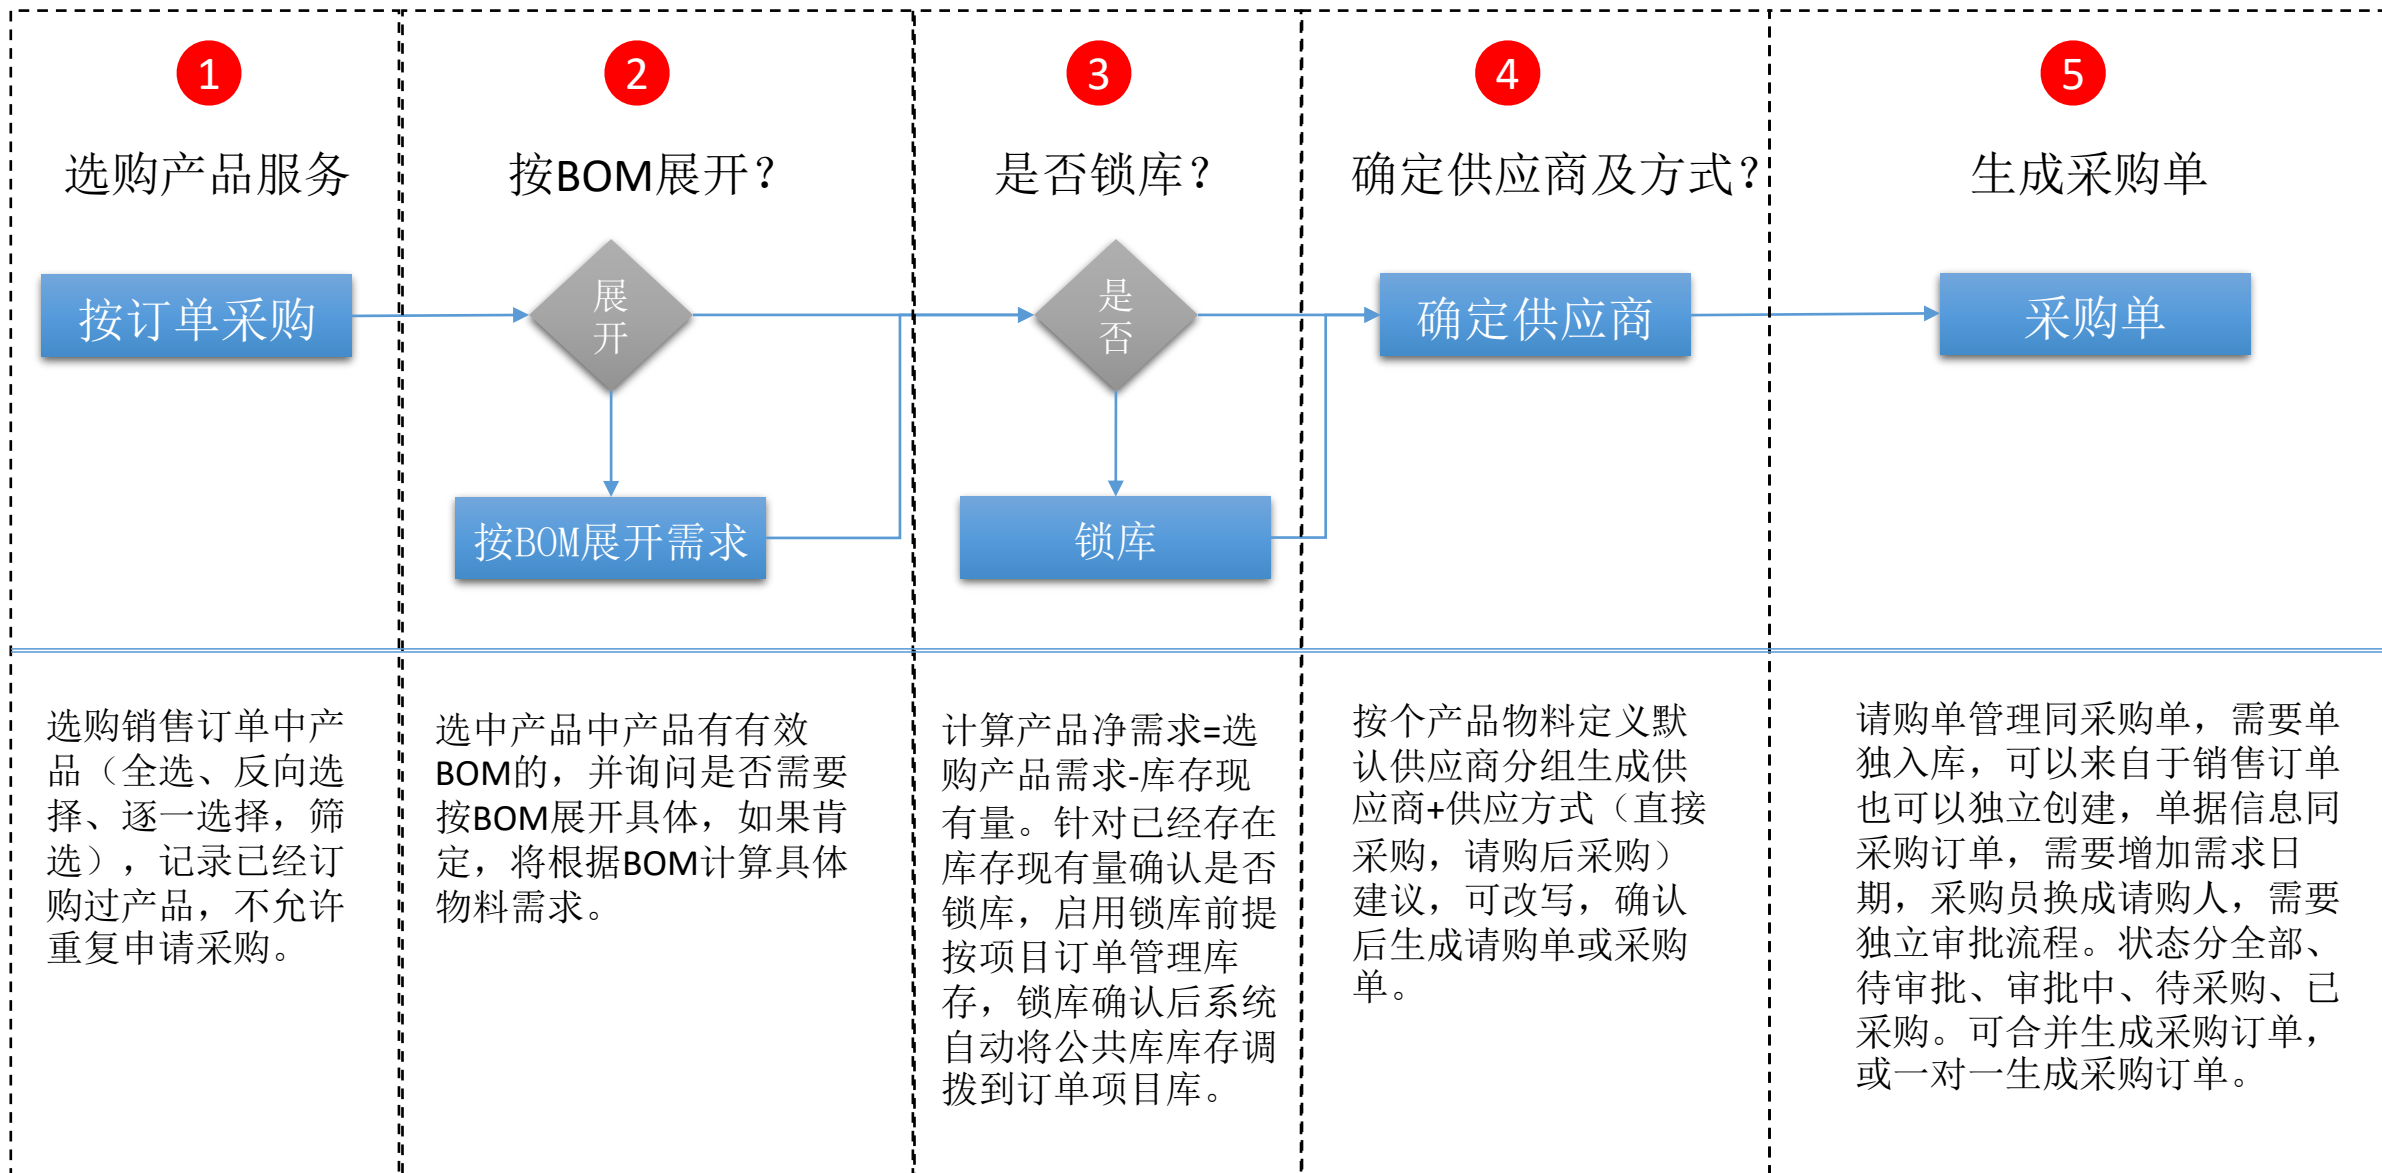 1
2
3
4
5
选购产品服务
按BOM展开？
是否锁库？
确定供应商及方式？
生成采购单
按订单采购
展
开
是
否
确定供应商
采购单
按BOM展开需求
锁库
选购销售订单中产
品（全选、反向选
择、逐一选择，筛
选），记录已经订
购过产品，不允许
重复申请采购。
选中产品中产品有有效
BOM的，并询问是否需要
按BOM展开具体，如果肯
定，将根据BOM计算具体
物料需求。
计算产品净需求=选
购产品需求-库存现
有量。针对已经存在
库存现有量确认是否
锁库，启用锁库前提
按项目订单管理库
存，锁库确认后系统
自动将公共库库存调
拨到订单项目库。
按个产品物料定义默
认供应商分组生成供
应商+供应方式（直接
采购，请购后采购）
建议，可改写，确认
后生成请购单或采购
单。
请购单管理同采购单，需要单
独入库，可以来自于销售订单
也可以独立创建，单据信息同
采购订单，需要增加需求日
期，采购员换成请购人，需要
独立审批流程。状态分全部、
待审批、审批中、待采购、已
采购。可合并生成采购订单，
或一对一生成采购订单。